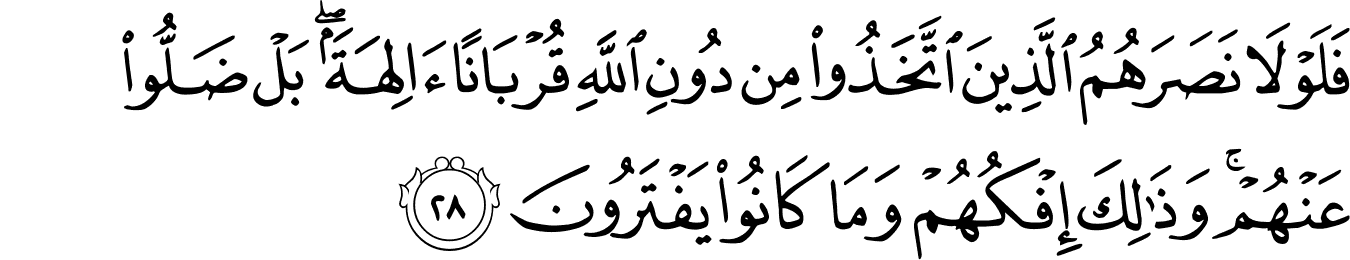 فَلَوْلَا نَصَرَهُمُ ٱلَّذِينَ ٱتَّخَذُوا۟ مِن دُونِ ٱللَّهِ قُرْبَانًا ءَالِهَةًۢ ۖ بَلْ ضَلُّوا۟
عَنْهُمْ ۚ وَذَٰلِكَ إِفْكُهُمْ وَمَا كَانُوا۟ يَفْتَرُونَ ٢٨